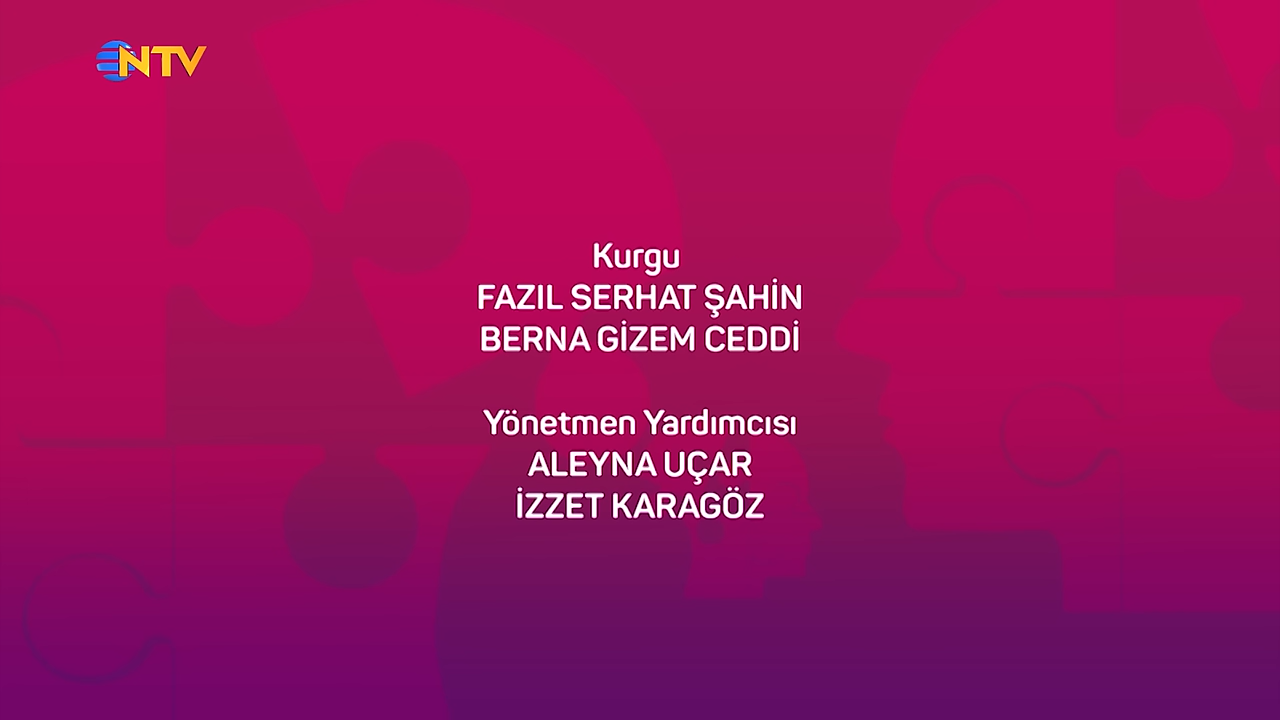 NTV
Kurgu
FAZIL SERHAT ŞAHİN
BERNA GİZEM CEDDİ
Yönetmen Yardımcısı
ALEYNA UÇAR
İZZET KARAGÖZ